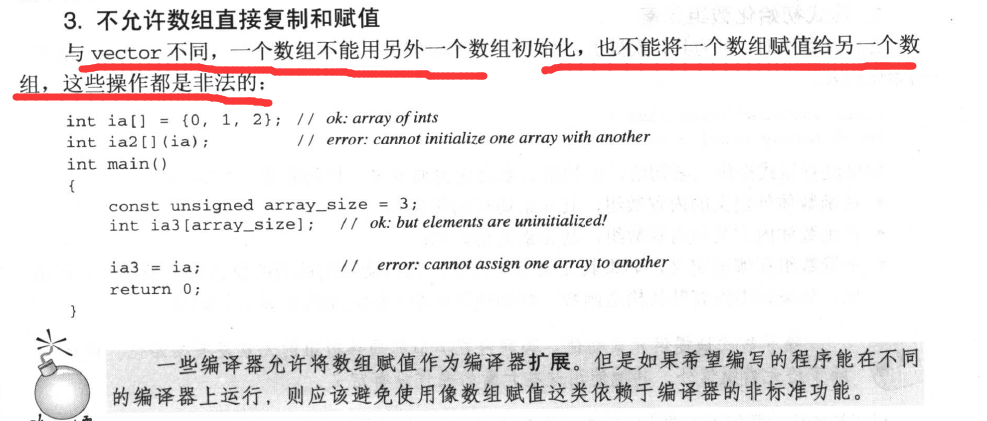 3. 不允许数组直接复制和赋值
与 vector 不同，一个数组不能用另外一个数组初始化，也不能将一个数组赋值给另一个数
组，这些操作都是非法的：
int ia[] = {0, 1, 2}; // ok: array of ints
int ia2[](ia); // error: cannot initialize one array with another
int main()
{
const unsigned array_size = 3;
int ia3[array_size]; // ok: but elements are uninitialized!
ia3 = ia; // error: cannot assign one array to another
return 0;
}
一些编译器允许将数组赋值作为编译器扩展。但是如果希望编写的程序能在不同
的编译器上运行，则应该避免使用像数组赋值这类依赖于编译器的非标准功能。